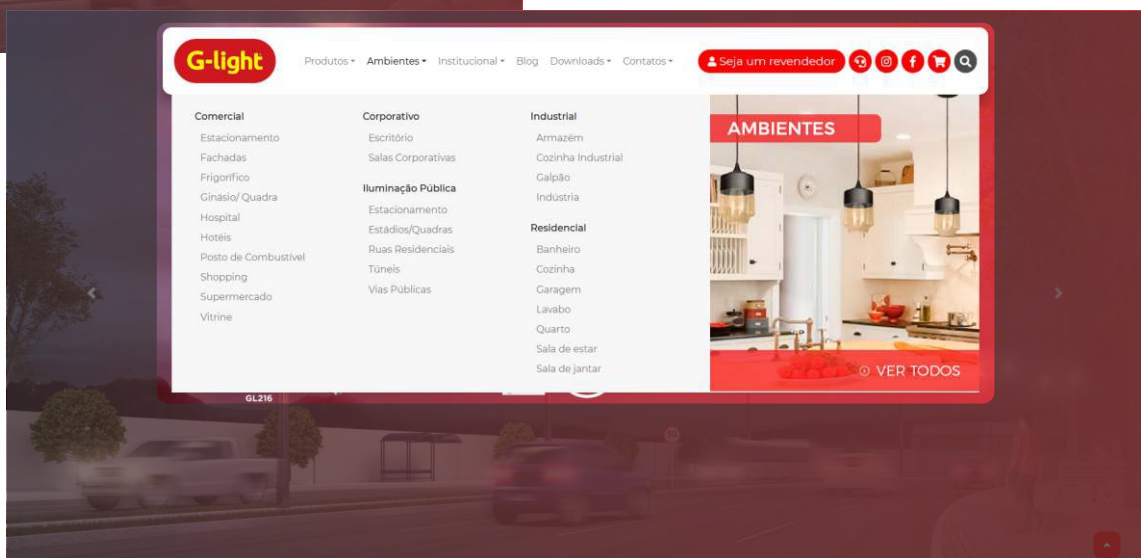 G-light
Produtos Ambientes Institucional Blog Downloads Contatos
Seja um revendedor
Comercial
Estacionamento
Fachadas
Frigorífico
Ginásio/ Quadra
Hospital
Hotéis
Posto de Combustível
Shopping
Supermercado
Vitrine
Corporativo
Escritório
Salas Corporativas
Iluminação Pública
Estacionamento
Estádios/Quadras
Ruas Residenciais
Túneis
Vias Públicas
Industrial
Armazém
Cozinha Industrial
Galpão
Indústria
Residencial
Banheiro
Cozinha
Garagem
Lavabo
Quarto
Sala de estar
Sala de jantar
AMBIENTES
VER TODOS
GL216